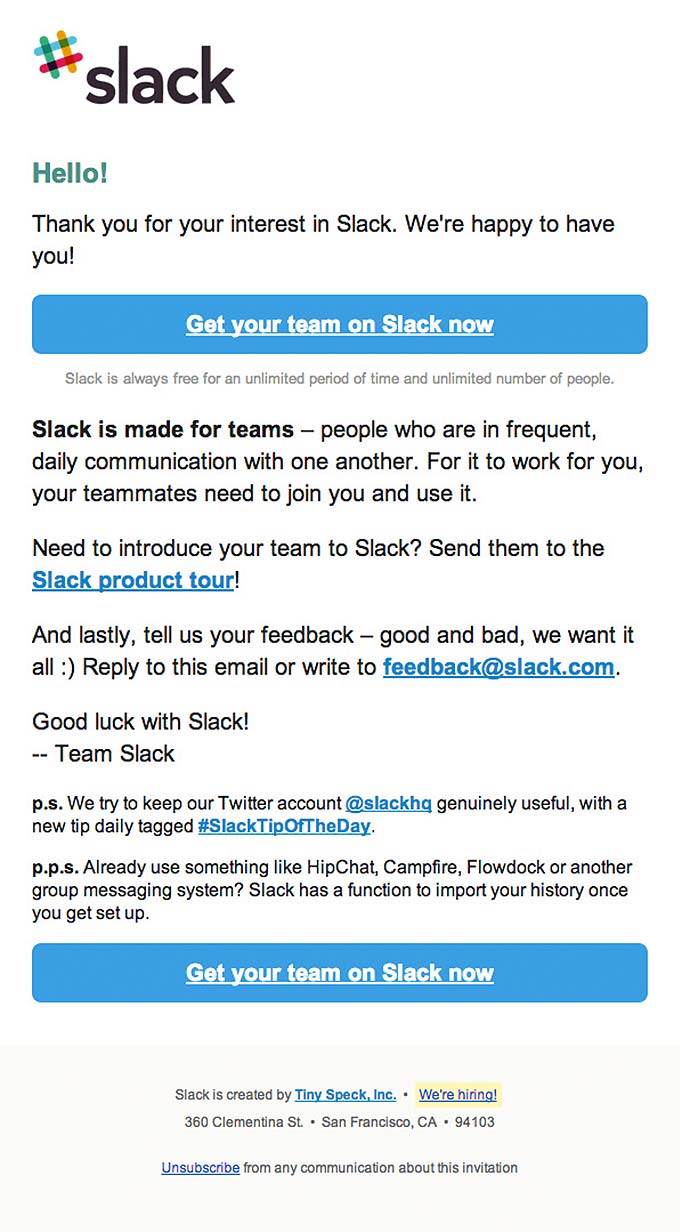 slack
Hello!
Thank you for your interest in Slack. We're happy to have
you!
Get your team on Slack now
Slack is always free for an unlimited period of time and unlimited number of people.
Slack is made for teams – people who are in frequent,
daily communication with one another. For it to work for you,
your teammates need to join you and use it.
Need to introduce your team to Slack? Send them to the
Slack product tour!
And lastly, tell us your feedback – good and bad, we want it
all :) Reply to this email or write to feedback@slack.com.
Good luck with Slack!
-- Team Slack
p.s. We try to keep our Twitter account @slackhq genuinely useful, with a
new tip daily tagged #SlackTipOfTheDay.
p.p.s. Already use something like HipChat, Campfire, Flowdock or another
group messaging system? Slack has a function to import your history once
you get set up.
Get your team on Slack now
Slack is created by Tiny Speck, Inc. • We're hiring!
360 Clementina St. • San Francisco, CA • 94103
Unsubscribe from any communication about this invitation